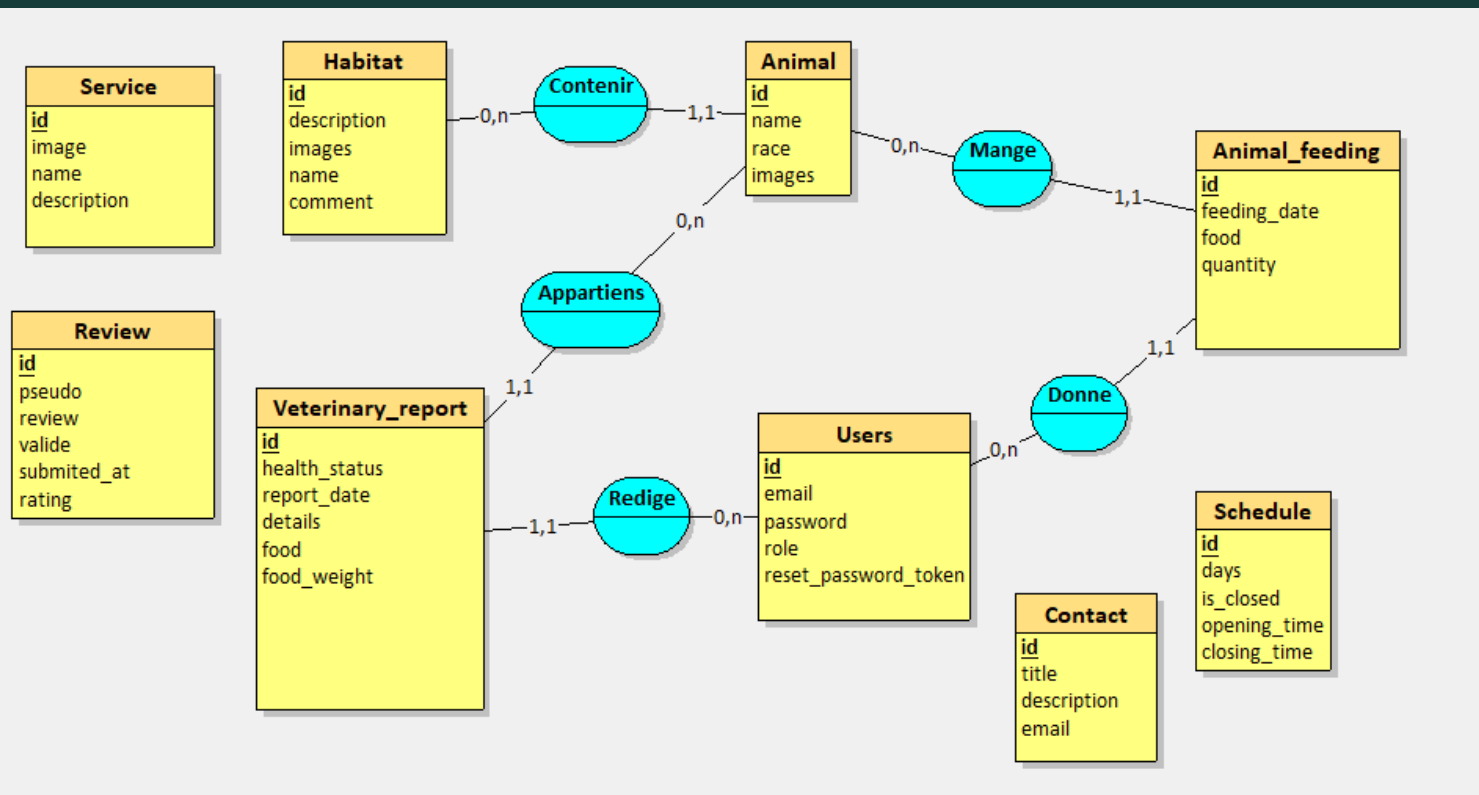 Service
id
image
name
description
Habitat
id
description
images
name
comment
0,n
Contenir
1,1
Animal
id
name
race
images
0,n
Mange
1,1
Animal_feeding
id
feeding_date
food
quantity
0,n
Appartiens
1,1
Review
id
pseudo
review
valide
submited_at
rating
Veterinary_report
id
health_status
report_date
details
food
food_weight
1,1
Redige
0,n
Users
id
email
password
role
reset_password_token
0,n
Donne
1,1
Contact
id
title
description
email
Schedule
id
days
is_closed
opening_time
closing_time